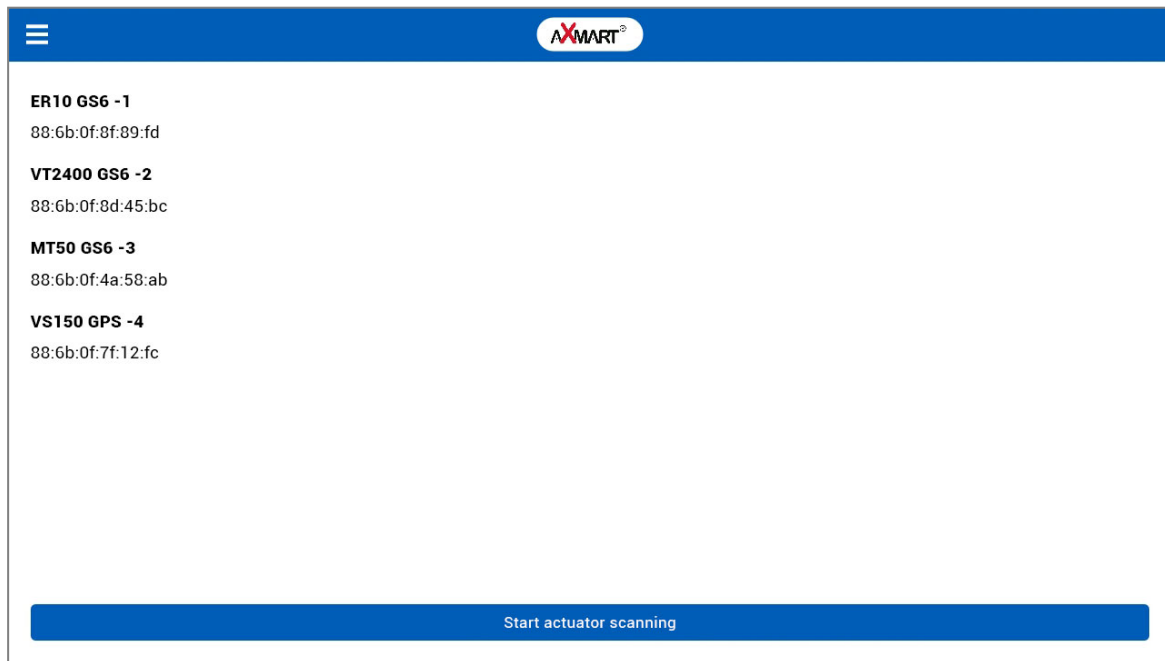 AXMART®
ER10 GS6 -1
88:6b:0f:8f:89:fd
VT2400 GS6 -2
88:6b:0f:8d:45:bc
MT50 GS6 -3
88:6b:0f:4a:58:ab
VS150 GPS -4
88:6b:0f:7f:12:fc
Start actuator scanning